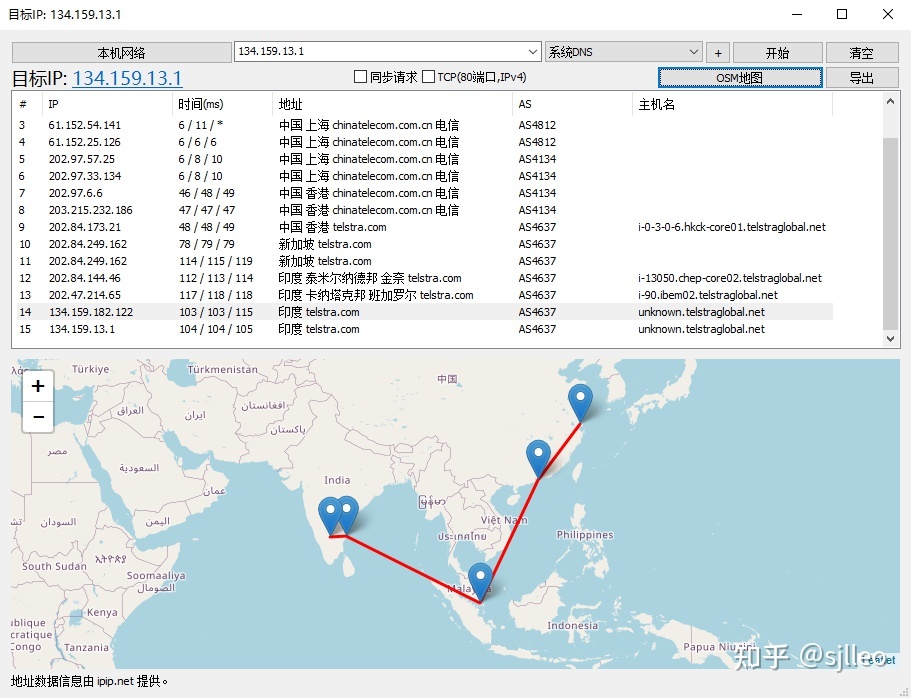 目标IP: 134.159.13.1
本机网络 134.159.13.1 系统DNS + 开始 清空
目标IP: 134.159.13.1 同步请求 TCP(80端口,IPv4) OSM地图 导出
# IP 时间(ms) 地址 AS 主机名
3 61.152.54.141 6 / 11 / * 中国 上海 chinatelecom.com.cn 电信 AS4812
4 61.152.25.126 6 / 6 / 6 中国 上海 chinatelecom.com.cn 电信 AS4812
5 202.97.57.25 6 / 8 / 10 中国 上海 chinatelecom.com.cn 电信 AS4134
6 202.97.33.134 6 / 8 / 10 中国 上海 chinatelecom.com.cn 电信 AS4134
7 202.97.6.6 46 / 48 / 49 中国 香港 chinatelecom.com.cn 电信 AS4134
8 203.215.232.186 47 / 47 / 47 中国 香港 chinatelecom.com.cn 电信 AS4134
9 202.84.173.21 48 / 48 / 49 中国 香港 telstra.com AS4637 i-0-3-0-6.hkck-core01.telstraglobal.net
10 202.84.249.162 78 / 79 / 79 新加坡 telstra.com AS4637
11 202.84.249.162 114 / 115 / 119 新加坡 telstra.com AS4637
12 202.84.144.46 112 / 113 / 114 印度 泰米尔纳德邦 金奈 telstra.com AS4637 i-13050.chep-core02.telstraglobal.net
13 202.47.214.65 117 / 118 / 118 印度 卡纳塔克邦 班加罗尔 telstra.com AS4637 i-90.ibem02.telstraglobal.net
14 134.159.182.122 103 / 103 / 115 印度 telstra.com AS4637 unknown.telstraglobal.net
15 134.159.13.1 104 / 104 / 105 印度 telstra.com AS4637 unknown.telstraglobal.net
Türkiye Türkmenistan 中国
+
−
العراق ایران افغانستان
پاکستان
مصر السعودية India
عمان
السودان اليمن မြန်မာ Việt Nam
ประเทศไทย Philippines
South Sudan ኢትዮጵያ
Soomaaliya
الصومال
Malaysia
Kenya
ublique
cratique
Congo
Tanzania
Indonesia
Papua Niugini
知乎 @sjlleo
Leaflet
地址数据信息由 ipip.net 提供。